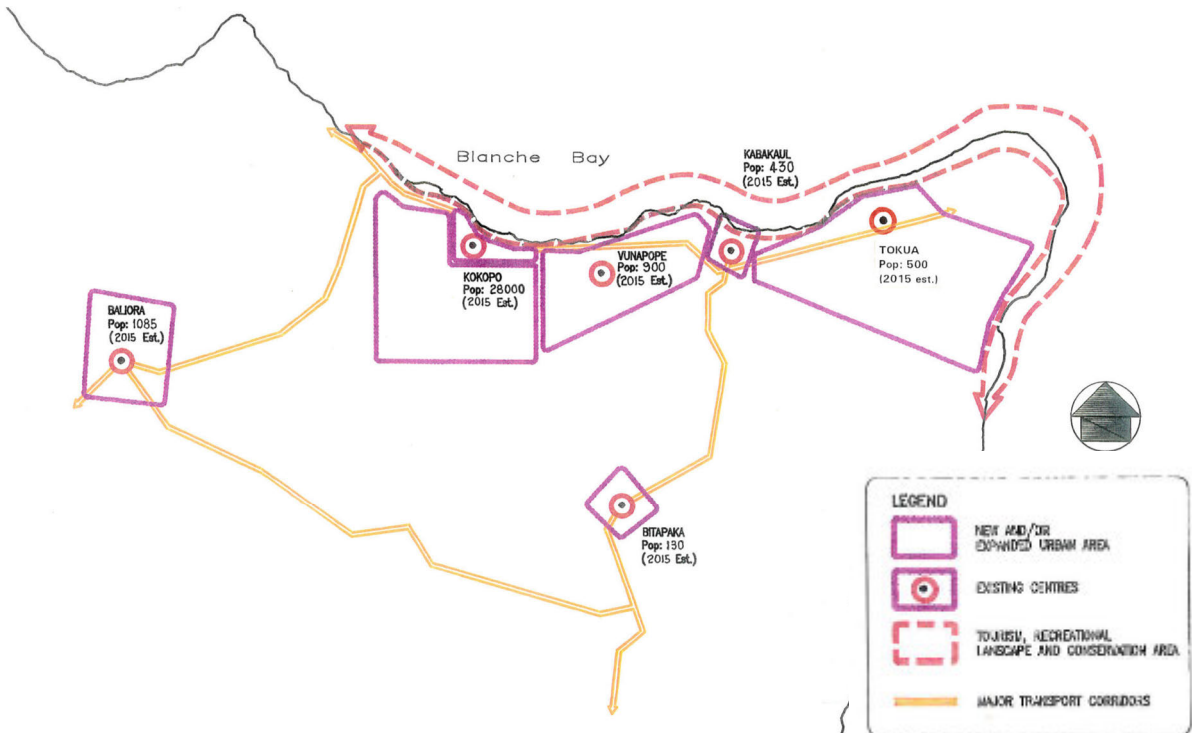 Blanche Bay
KABAKAUL
Pop: 430
(2015 Est.)
VUNAPOPE
Pop: 900
(2015 Est.)
TOKUA
Pop: 500
(2015 est.)
KOKOPO
Pop: 28000
(2015 Est.)
BALIORA
Pop: 1085
(2015 Est.)
BITAPAKA
Pop: 130
(2015 Est.)
LEGEND
NEW AND/OR
EXPANDED URBAN AREA
EXISTING CENTRES
TOURISM, RECREATIONAL
LANSCAPE AND CONSERVATION AREA
MAJOR TRANSPORT CORRIDORS